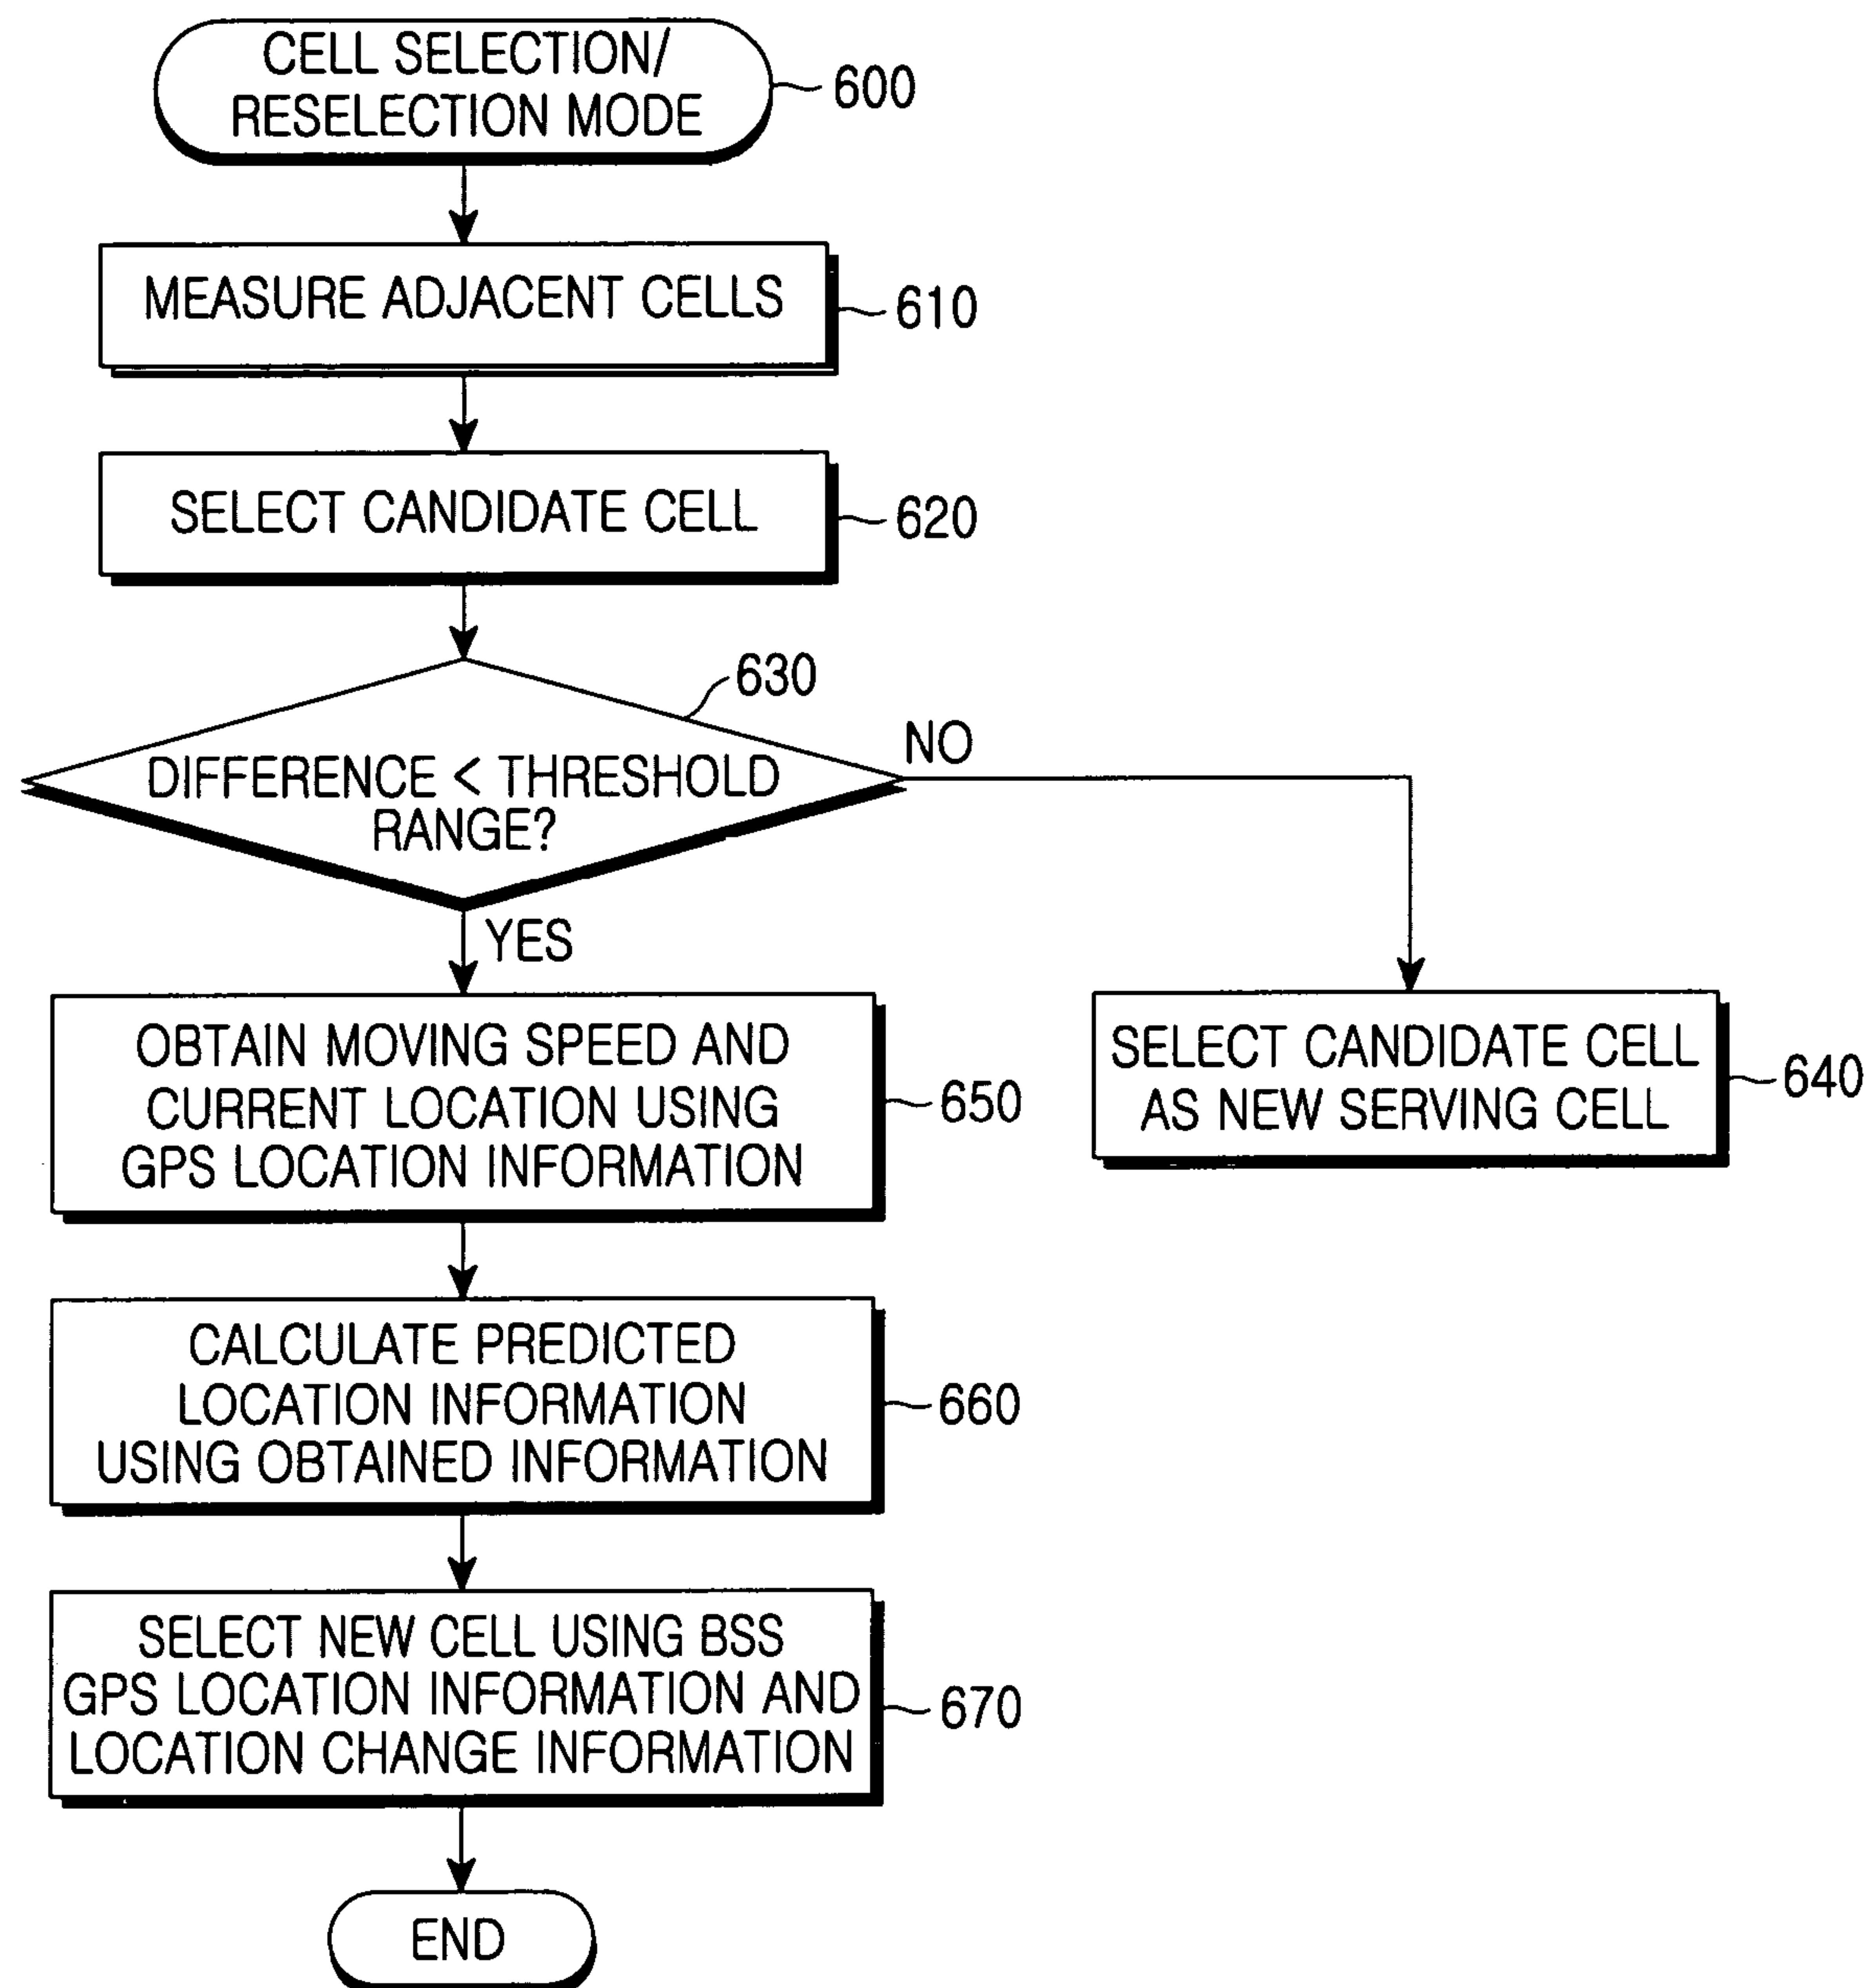 CELL SELECTION/
RESELECTION MODE
600
MEASURE ADJACENT CELLS
610
SELECT CANDIDATE CELL
620
630
DIFFERENCE < THRESHOLD
RANGE?
NO
YES
OBTAIN MOVING SPEED AND
CURRENT LOCATION USING
GPS LOCATION INFORMATION
650
SELECT CANDIDATE CELL
AS NEW SERVING CELL
640
CALCULATE PREDICTED
LOCATION INFORMATION
USING OBTAINED INFORMATION
660
SELECT NEW CELL USING BSS
GPS LOCATION INFORMATION AND
LOCATION CHANGE INFORMATION
670
END